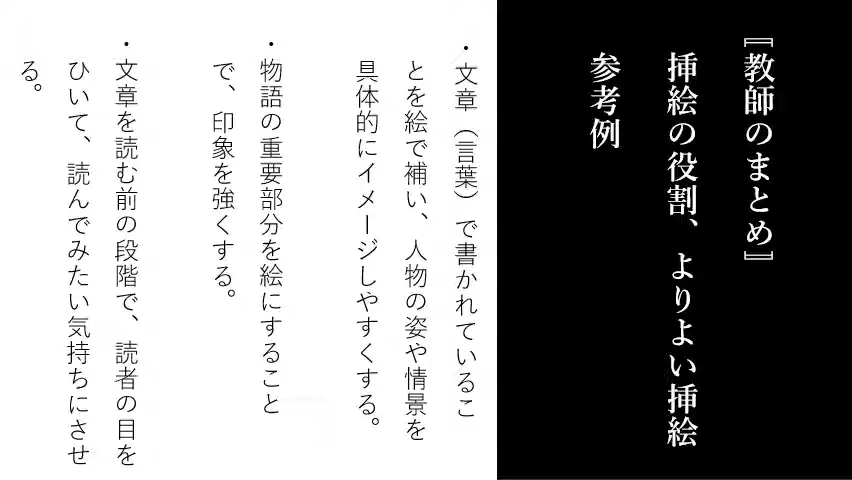 『教師のまとめ』
挿絵の役割、よりよい挿絵
参考例
・文章（言葉）で書かれているこ
とを絵で補い、人物の姿や情景を
具体的にイメージしやすくする。
・物語の重要部分を絵にすること
で、印象を強くする。
・文章を読む前の段階で、読者の目を
ひいて、読んでみたい気持ちにさせ
る。